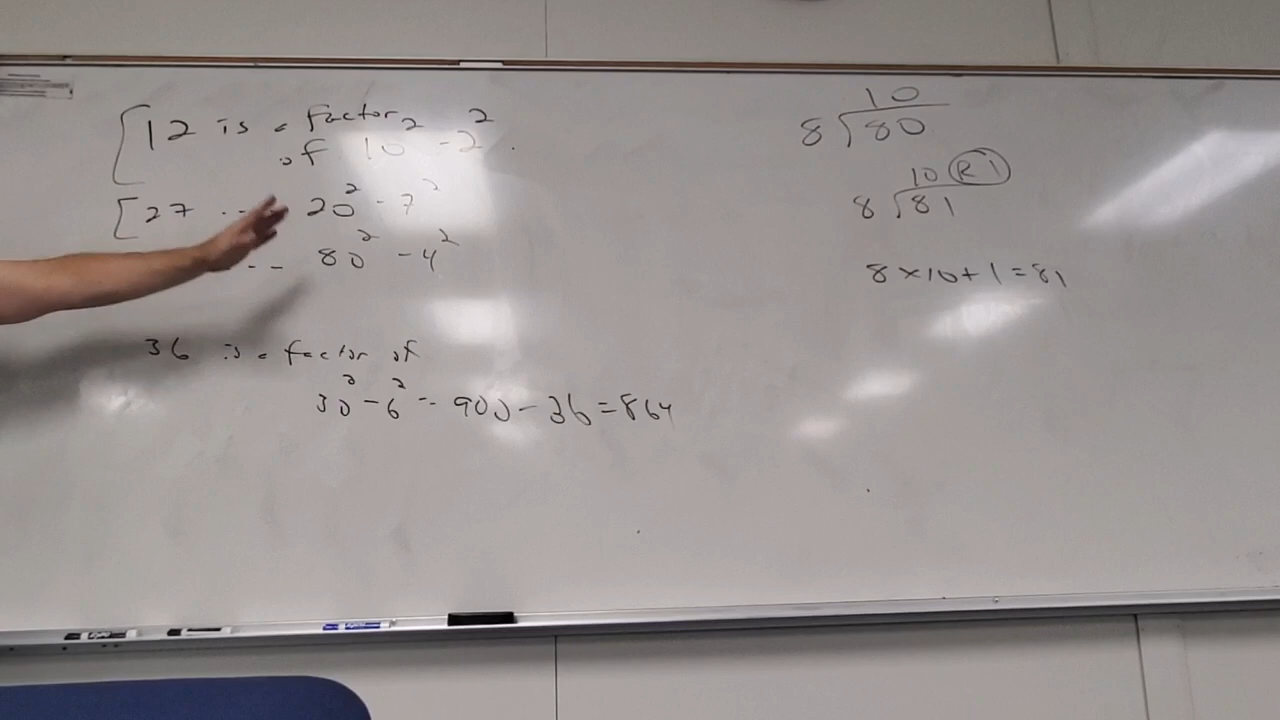 12 is a factor
of 10² - 2².
27 ... 20² - 7²
-- 80² - 4²
36 is a factor of
30² - 6² = 900 - 36 = 864
10
8 80
10 R 1
8 81
8 × 10 + 1 = 81